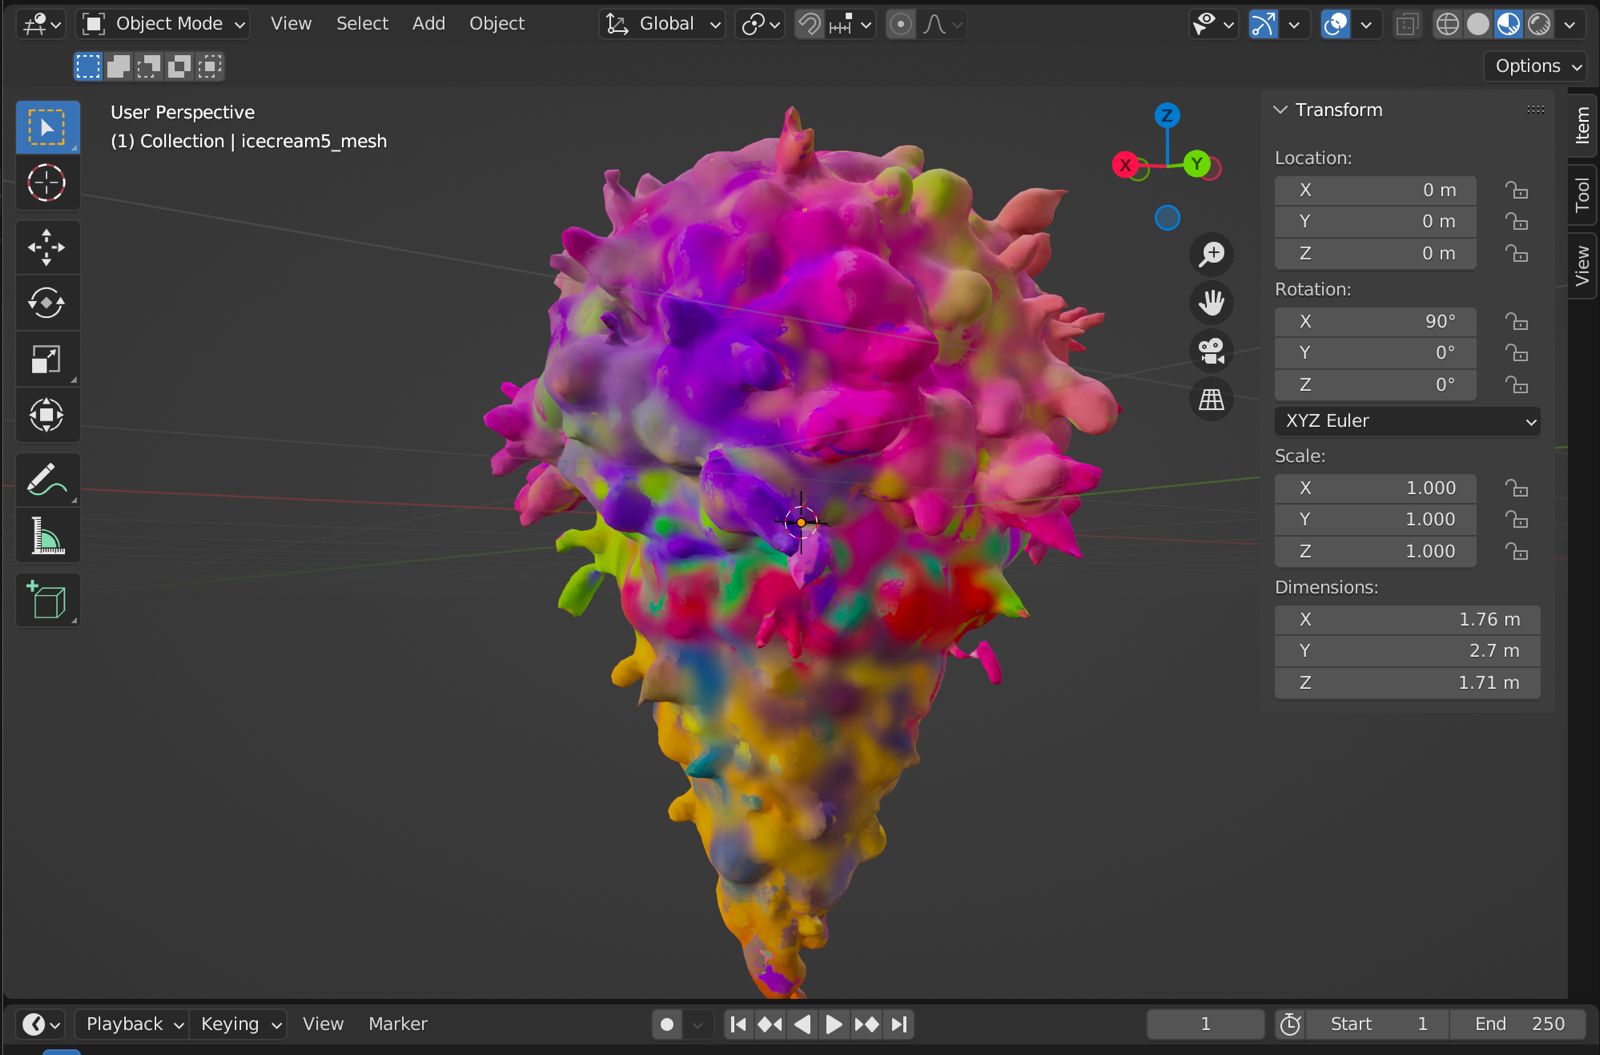 Object Mode View Select Add Object Global
Options
User Perspective
(1) Collection | icecream5_mesh
Z
X
Y
Transform
Location:
X 0 m
Y 0 m
Z 0 m
Rotation:
X 90°
Y 0°
Z 0°
XYZ Euler
Scale:
X 1.000
Y 1.000
Z 1.000
Dimensions:
X 1.76 m
Y 2.7 m
Z 1.71 m
Item
Tool
View
Playback Keying View Marker 1 Start 1 End 250